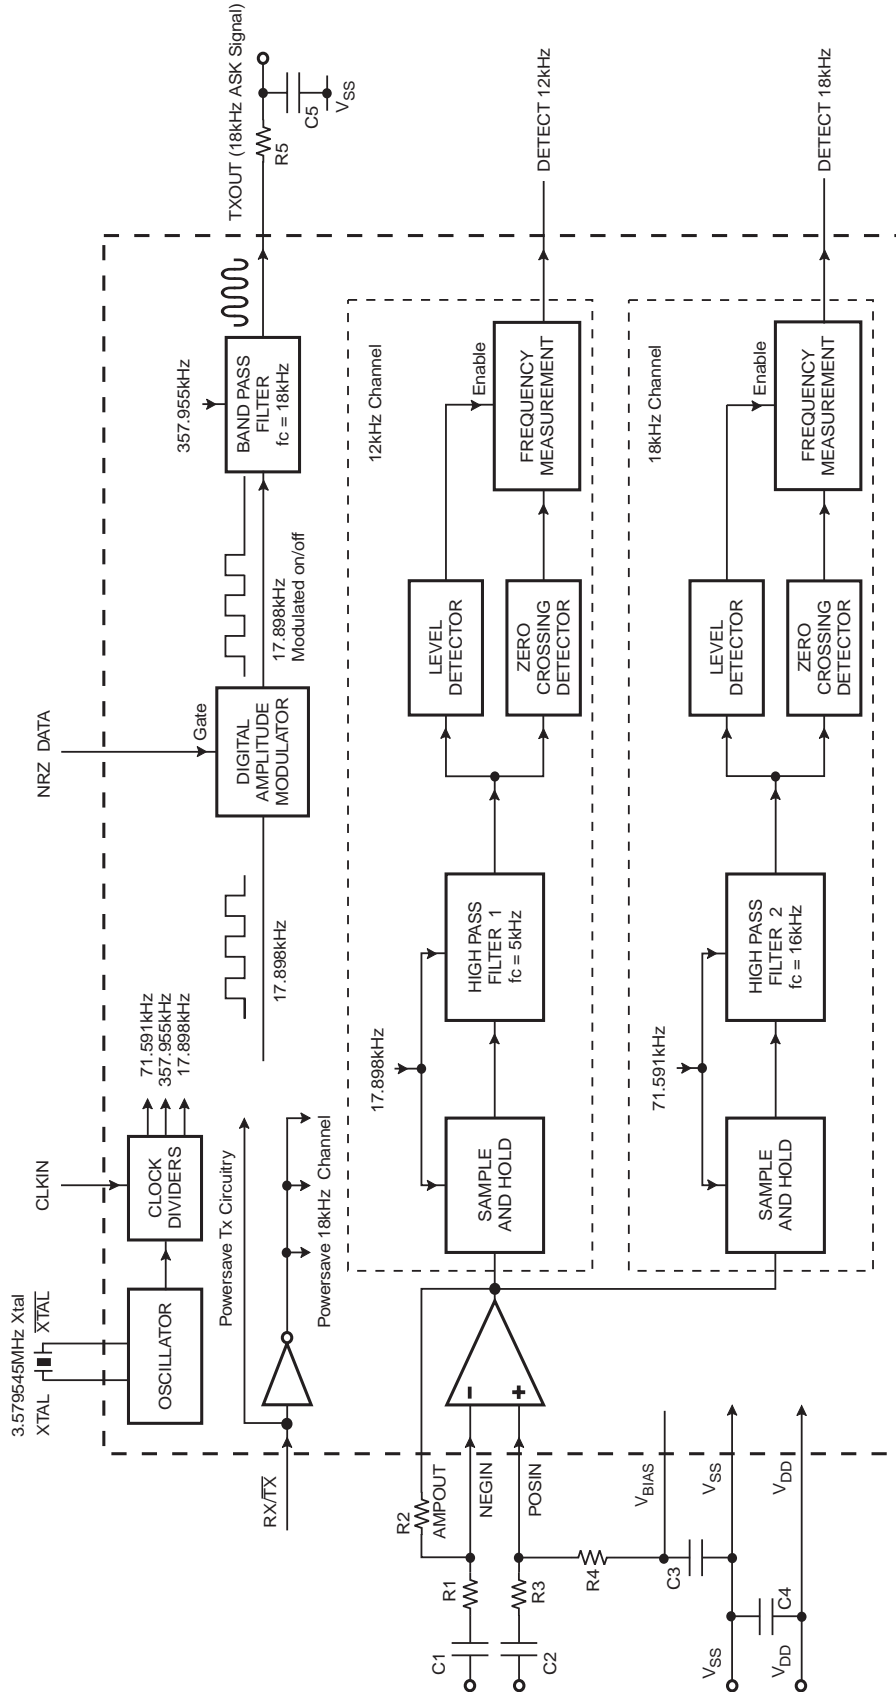 3.579545MHz Xtal
XTAL
XTAL
CLKIN
NRZ DATA
TXOUT (18kHz ASK Signal)
OSCILLATOR
CLOCK
DIVIDERS
71.591kHz
357.955kHz
17.898kHz
17.898kHz
Gate
DIGITAL
AMPLITUDE
MODULATOR
17.898kHz
Modulated on/off
357.955kHz
BAND PASS
FILTER
fc = 18kHz
R5
C5
VSS
RX/TX
Powersave Tx Circuitry
Powersave 18kHz Channel
R2
AMPOUT
C1
R1
NEGIN
–
+
C2
R3
POSIN
R4
VBIAS
C3
VSS
VSS
C4
VDD
VDD
12kHz Channel
17.898kHz
SAMPLE
AND HOLD
HIGH PASS
FILTER 1
fc = 5kHz
LEVEL
DETECTOR
ZERO
CROSSING
DETECTOR
Enable
FREQUENCY
MEASUREMENT
DETECT 12kHz
18kHz Channel
71.591kHz
SAMPLE
AND HOLD
HIGH PASS
FILTER 2
fc = 16kHz
LEVEL
DETECTOR
ZERO
CROSSING
DETECTOR
Enable
FREQUENCY
MEASUREMENT
DETECT 18kHz